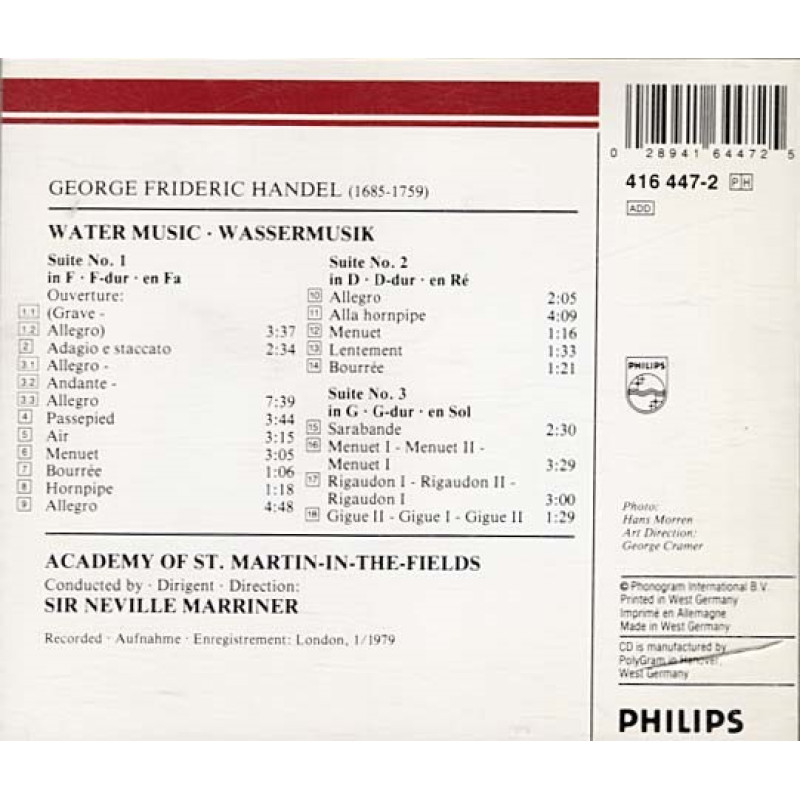 GEORGE FRIDERIC HANDEL (1685-1759)
WATER MUSIC · WASSERMUSIK
Suite No. 1
in F · F-dur · en Fa
Ouverture:
1.1 (Grave -
1.2 Allegro) 3:37
2 Adagio e staccato 2:34
3.1 Allegro -
3.2 Andante -
3.3 Allegro 7:39
4 Passepied 3:44
5 Air 3:15
6 Menuet 3:05
7 Bourrée 1:06
8 Hornpipe 1:18
9 Allegro 4:48
Suite No. 2
in D · D-dur · en Ré
10 Allegro 2:05
11 Alla hornpipe 4:09
12 Menuet 1:16
13 Lentement 1:33
14 Bourrée 1:21
Suite No. 3
in G · G-dur · en Sol
15 Sarabande 2:30
16 Menuet I - Menuet II -
Menuet I 3:29
17 Rigaudon I - Rigaudon II -
Rigaudon I 3:00
18 Gigue II - Gigue I - Gigue II 1:29
ACADEMY OF ST. MARTIN-IN-THE-FIELDS
Conducted by · Dirigent · Direction:
SIR NEVILLE MARRINER
Recorded · Aufnahme · Enregistrement: London, 1/1979
0 28941 64472 5
416 447-2 PH
ADD
PHILIPS
Photo:
Hans Morren
Art Direction:
George Cramer
© Phonogram International B.V.
Printed in West Germany
Imprimé en Allemagne
Made in West Germany
CD is manufactured by
PolyGram in Hanover,
West Germany
PHILIPS